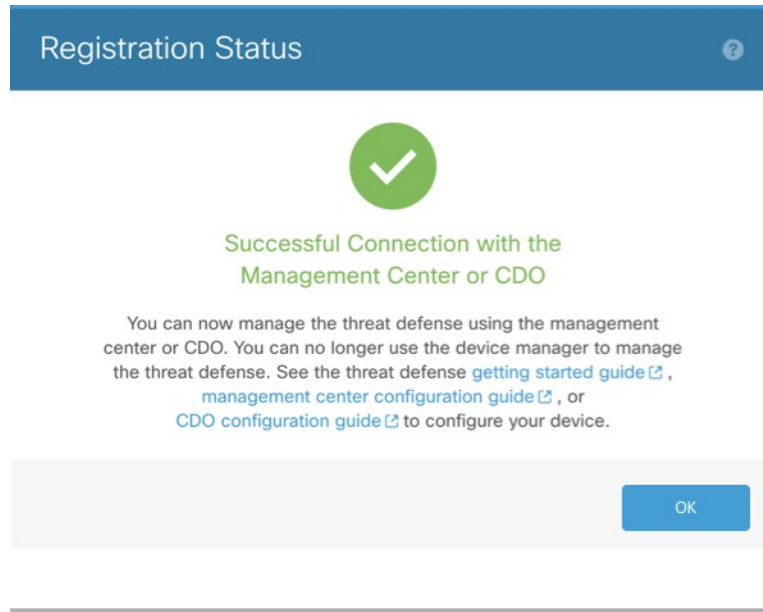 Registration Status
Successful Connection with the
Management Center or CDO
You can now manage the threat defense using the management
center or CDO. You can no longer use the device manager to manage
the threat defense. See the threat defense getting started guide ,
management center configuration guide , or
CDO configuration guide to configure your device.
OK